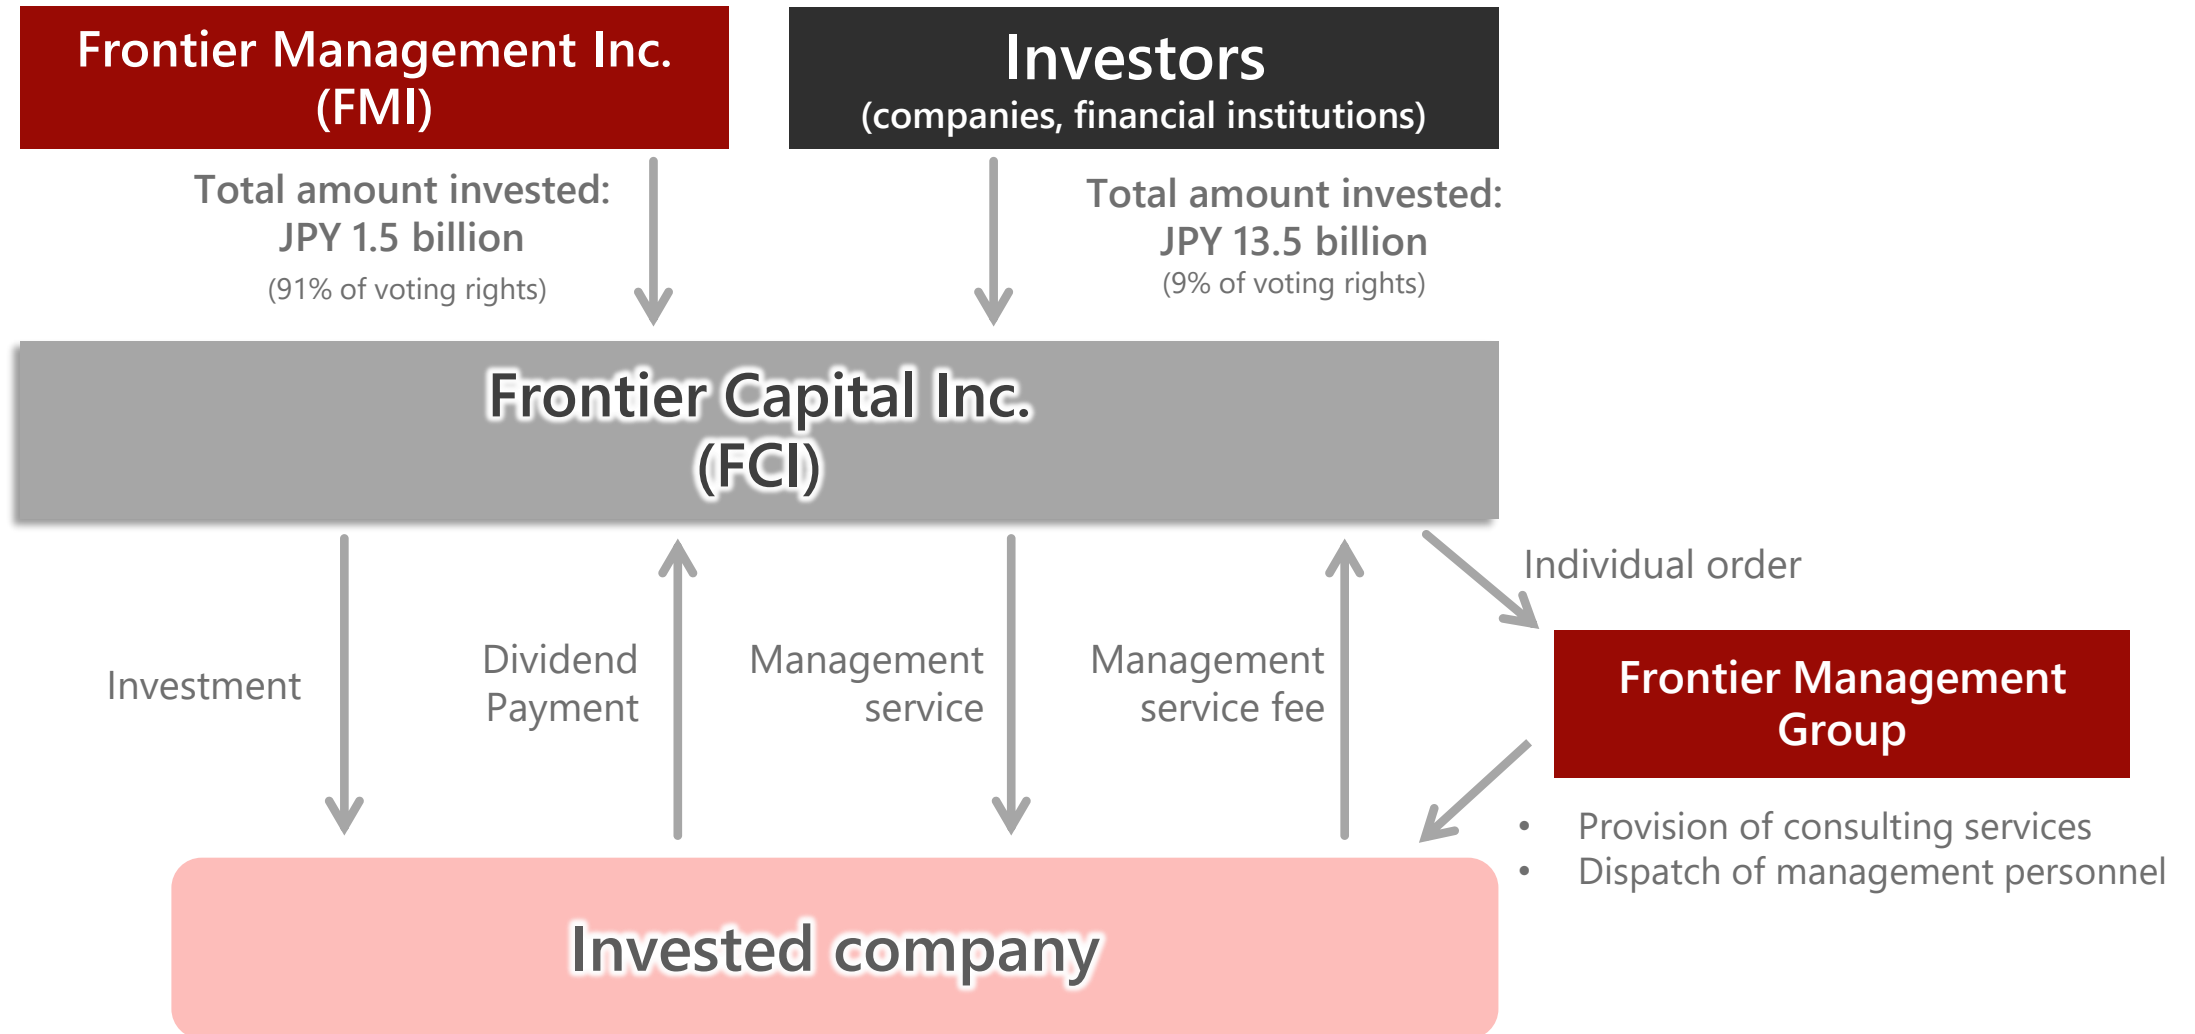 Frontier Management Inc.
(FMI)
Investors
(companies, financial institutions)
Total amount invested:
JPY 1.5 billion
(91% of voting rights)
Total amount invested:
JPY 13.5 billion
(9% of voting rights)
Frontier Capital Inc.
(FCI)
Individual order
Investment
Dividend
Payment
Management
service
Management
service fee
Frontier Management
Group
• Provision of consulting services
• Dispatch of management personnel
Invested company